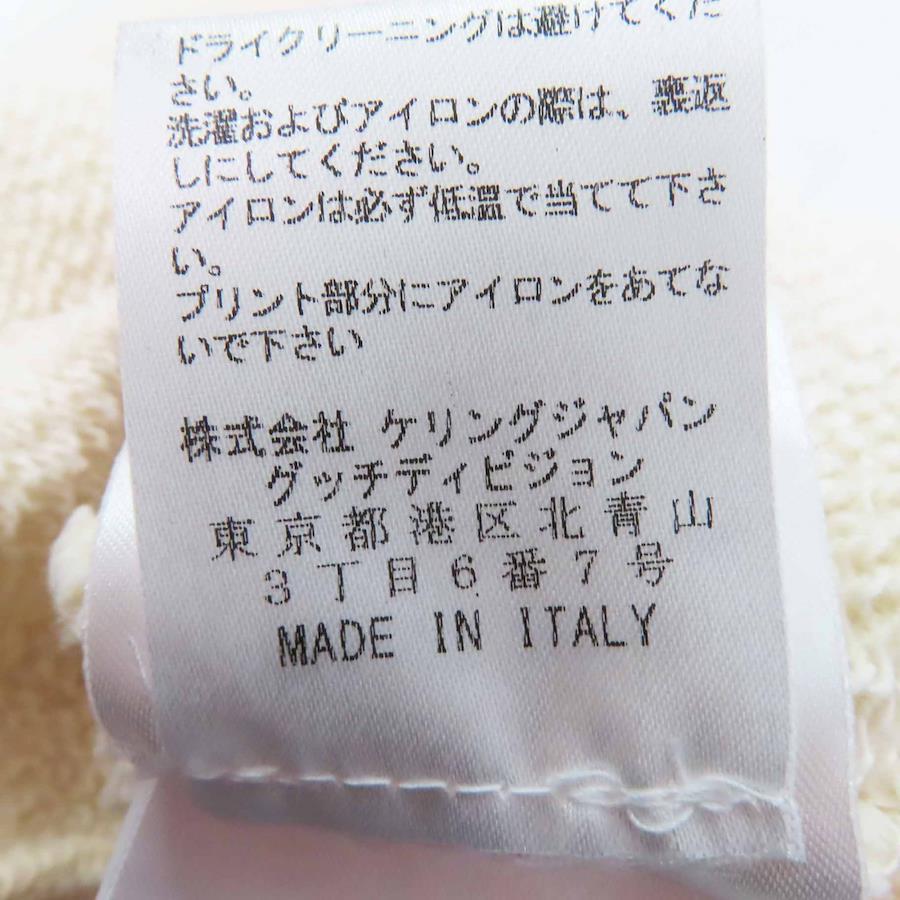 ドライクリーニングは避けてくだ
さい。
洗濯およびアイロンの際は、裏返
しにしてください。
アイロンは必ず低温で当てて下さ
い。
プリント部分にアイロンをあてな
いで下さい
株式会社 ケリングジャパン
グッチディビジョン
東京都港区北青山
3丁目6番7号
MADE IN ITALY